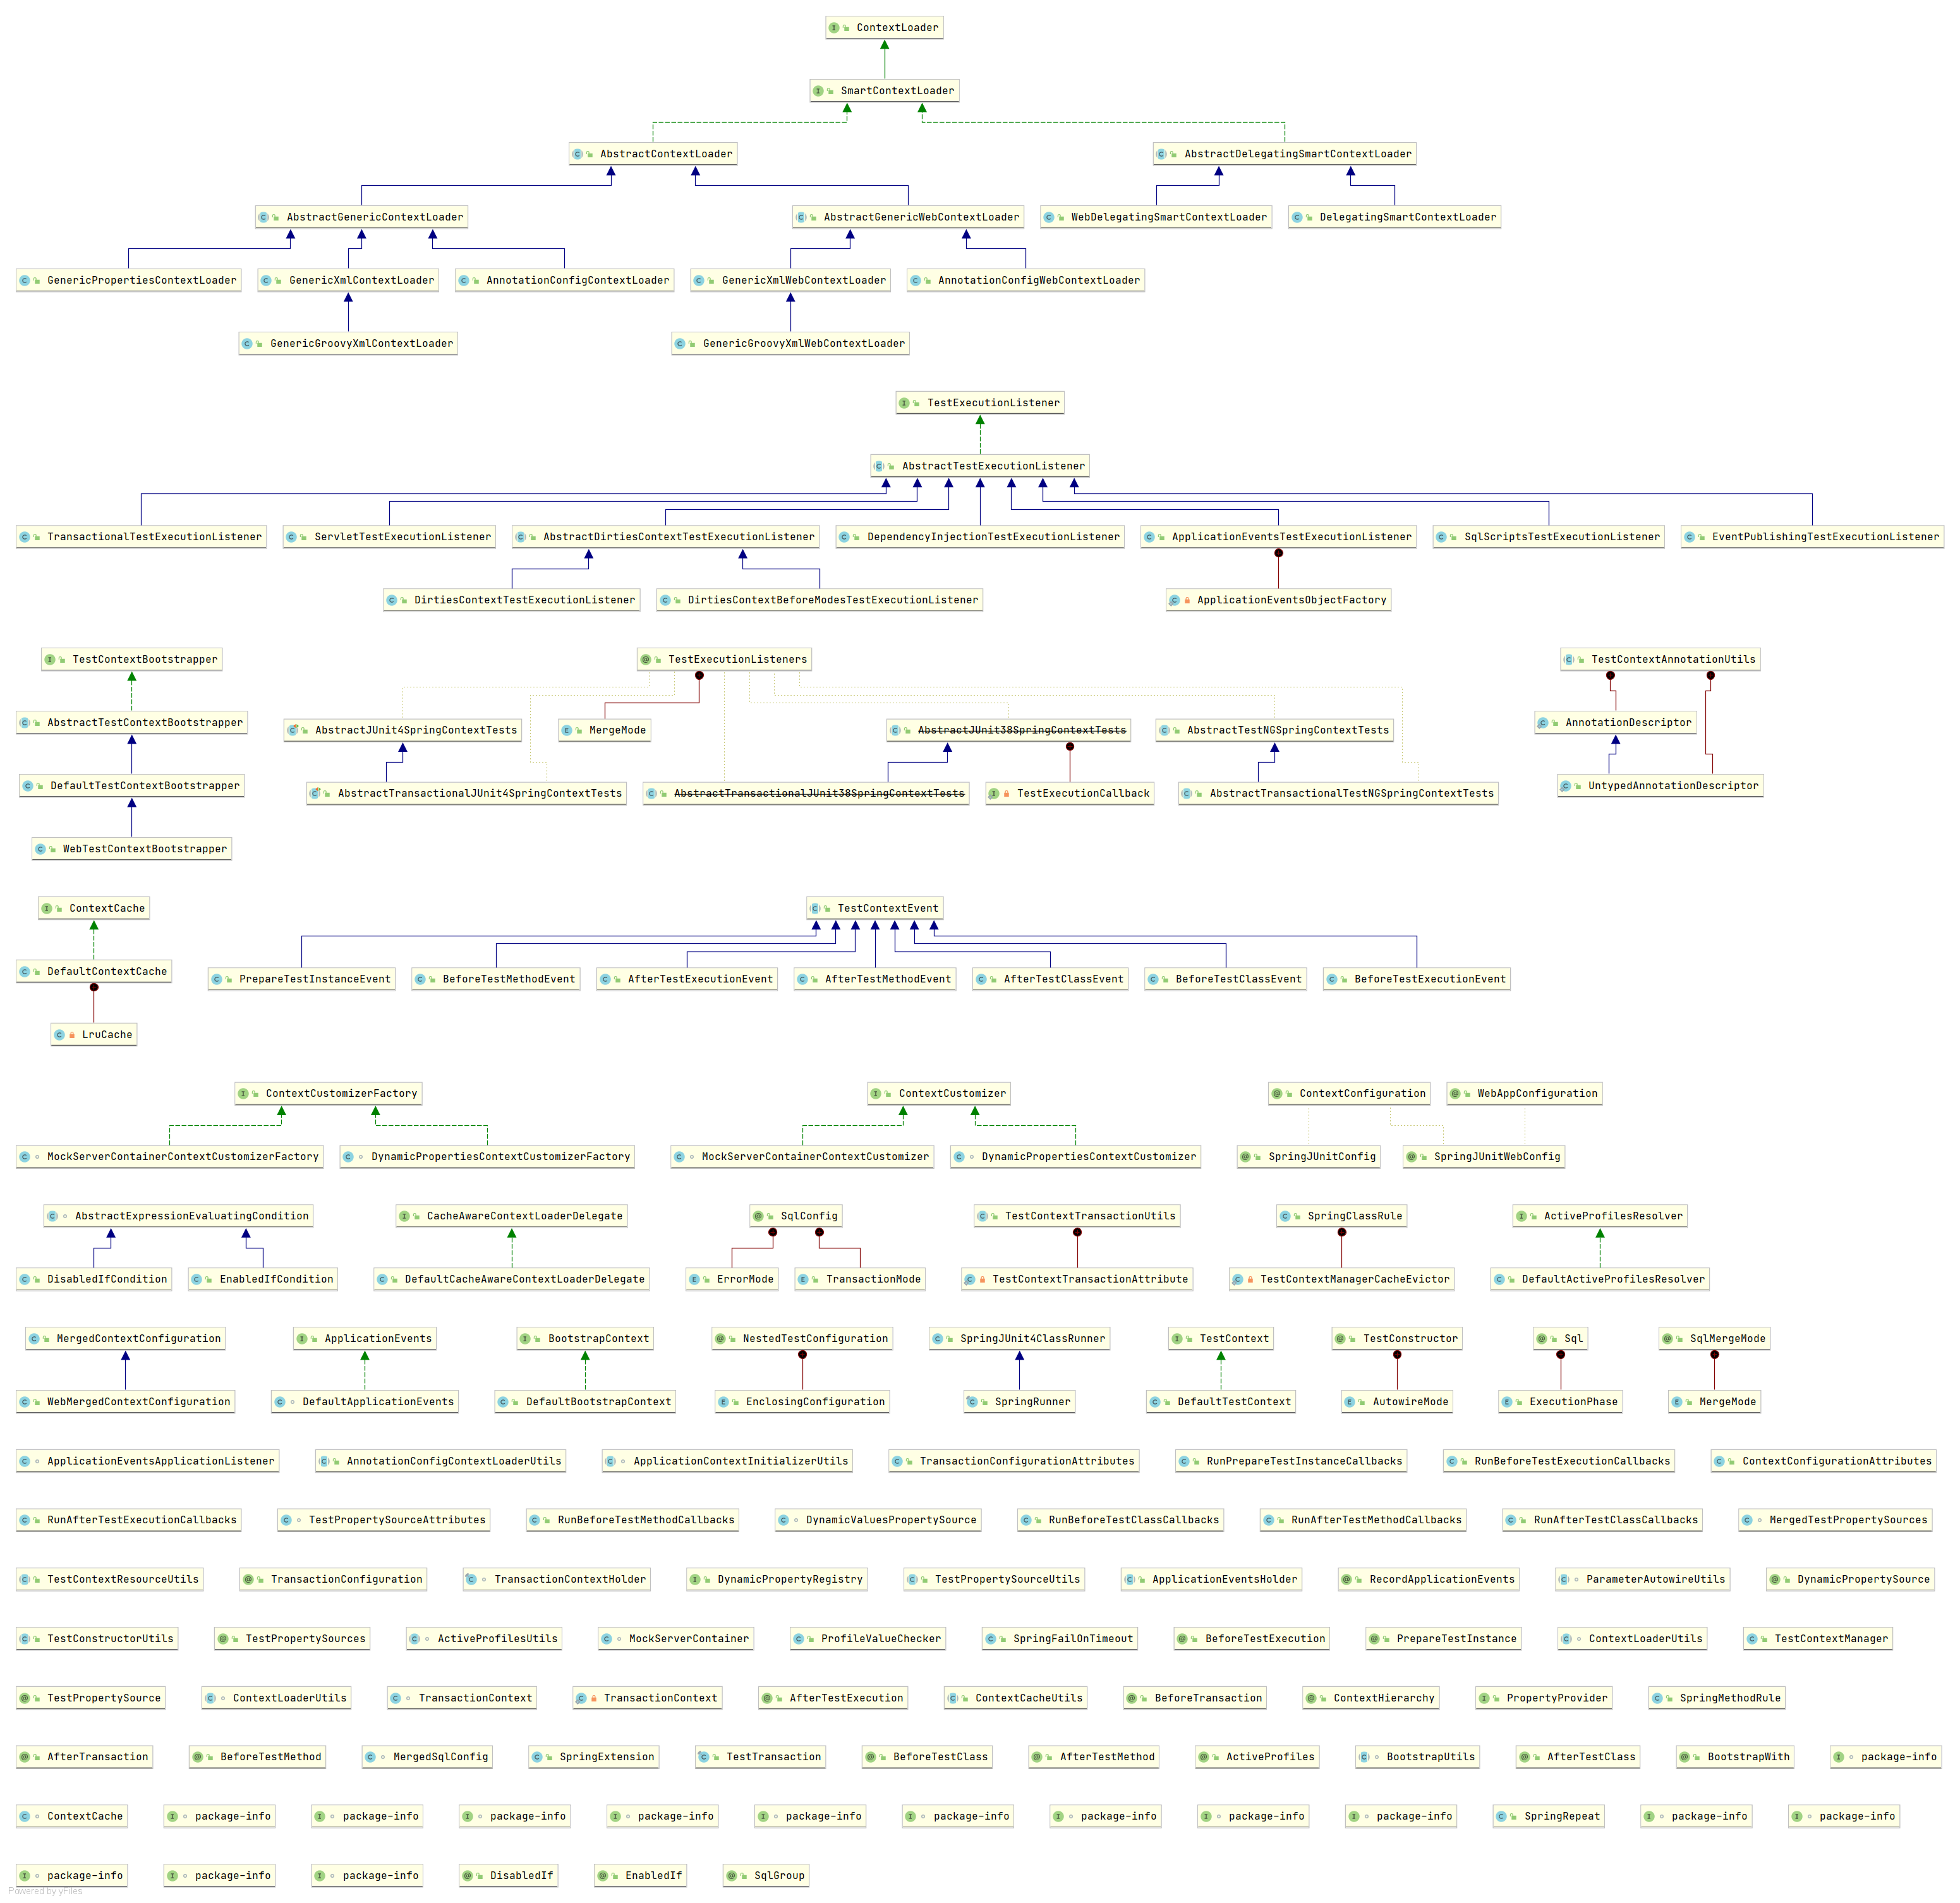 ContextLoader
SmartContextLoader
AbstractContextLoader
AbstractDelegatingSmartContextLoader
AbstractGenericContextLoader
AbstractGenericWebContextLoader
WebDelegatingSmartContextLoader
DelegatingSmartContextLoader
GenericPropertiesContextLoader
GenericXmlContextLoader
AnnotationConfigContextLoader
GenericXmlWebContextLoader
AnnotationConfigWebContextLoader
GenericGroovyXmlContextLoader
GenericGroovyXmlWebContextLoader
TestExecutionListener
AbstractTestExecutionListener
TransactionalTestExecutionListener
ServletTestExecutionListener
AbstractDirtiesContextTestExecutionListener
DependencyInjectionTestExecutionListener
ApplicationEventsTestExecutionListener
SqlScriptsTestExecutionListener
EventPublishingTestExecutionListener
DirtiesContextTestExecutionListener
DirtiesContextBeforeModesTestExecutionListener
ApplicationEventsObjectFactory
TestContextBootstrapper
TestExecutionListeners
TestContextAnnotationUtils
AbstractTestContextBootstrapper
AbstractJUnit4SpringContextTests
MergeMode
AbstractJUnit38SpringContextTests
AbstractTestNGSpringContextTests
AnnotationDescriptor
DefaultTestContextBootstrapper
AbstractTransactionalJUnit4SpringContextTests
AbstractTransactionalJUnit38SpringContextTests
TestExecutionCallback
AbstractTransactionalTestNGSpringContextTests
UntypedAnnotationDescriptor
WebTestContextBootstrapper
ContextCache
TestContextEvent
DefaultContextCache
PrepareTestInstanceEvent
BeforeTestMethodEvent
AfterTestExecutionEvent
AfterTestMethodEvent
AfterTestClassEvent
BeforeTestClassEvent
BeforeTestExecutionEvent
LruCache
ContextCustomizerFactory
ContextCustomizer
ContextConfiguration
WebAppConfiguration
MockServerContainerContextCustomizerFactory
DynamicPropertiesContextCustomizerFactory
MockServerContainerContextCustomizer
DynamicPropertiesContextCustomizer
SpringJUnitConfig
SpringJUnitWebConfig
AbstractExpressionEvaluatingCondition
CacheAwareContextLoaderDelegate
SqlConfig
TestContextTransactionUtils
SpringClassRule
ActiveProfilesResolver
DisabledIfCondition
EnabledIfCondition
DefaultCacheAwareContextLoaderDelegate
ErrorMode
TransactionMode
TestContextTransactionAttribute
TestContextManagerCacheEvictor
DefaultActiveProfilesResolver
MergedContextConfiguration
ApplicationEvents
BootstrapContext
NestedTestConfiguration
SpringJUnit4ClassRunner
TestContext
TestConstructor
Sql
SqlMergeMode
WebMergedContextConfiguration
DefaultApplicationEvents
DefaultBootstrapContext
EnclosingConfiguration
SpringRunner
DefaultTestContext
AutowireMode
ExecutionPhase
MergeMode
ApplicationEventsApplicationListener
AnnotationConfigContextLoaderUtils
ApplicationContextInitializerUtils
TransactionConfigurationAttributes
RunPrepareTestInstanceCallbacks
RunBeforeTestExecutionCallbacks
ContextConfigurationAttributes
RunAfterTestExecutionCallbacks
TestPropertySourceAttributes
RunBeforeTestMethodCallbacks
DynamicValuesPropertySource
RunBeforeTestClassCallbacks
RunAfterTestMethodCallbacks
RunAfterTestClassCallbacks
MergedTestPropertySources
TestContextResourceUtils
TransactionConfiguration
TransactionContextHolder
DynamicPropertyRegistry
TestPropertySourceUtils
ApplicationEventsHolder
RecordApplicationEvents
ParameterAutowireUtils
DynamicPropertySource
TestConstructorUtils
TestPropertySources
ActiveProfilesUtils
MockServerContainer
ProfileValueChecker
SpringFailOnTimeout
BeforeTestExecution
PrepareTestInstance
ContextLoaderUtils
TestContextManager
TestPropertySource
ContextLoaderUtils
TransactionContext
TransactionContext
AfterTestExecution
ContextCacheUtils
BeforeTransaction
ContextHierarchy
PropertyProvider
SpringMethodRule
AfterTransaction
BeforeTestMethod
MergedSqlConfig
SpringExtension
TestTransaction
BeforeTestClass
AfterTestMethod
ActiveProfiles
BootstrapUtils
AfterTestClass
BootstrapWith
package-info
ContextCache
package-info
package-info
package-info
package-info
package-info
package-info
package-info
package-info
package-info
SpringRepeat
package-info
package-info
package-info
package-info
package-info
DisabledIf
EnabledIf
SqlGroup
Powered by yFiles